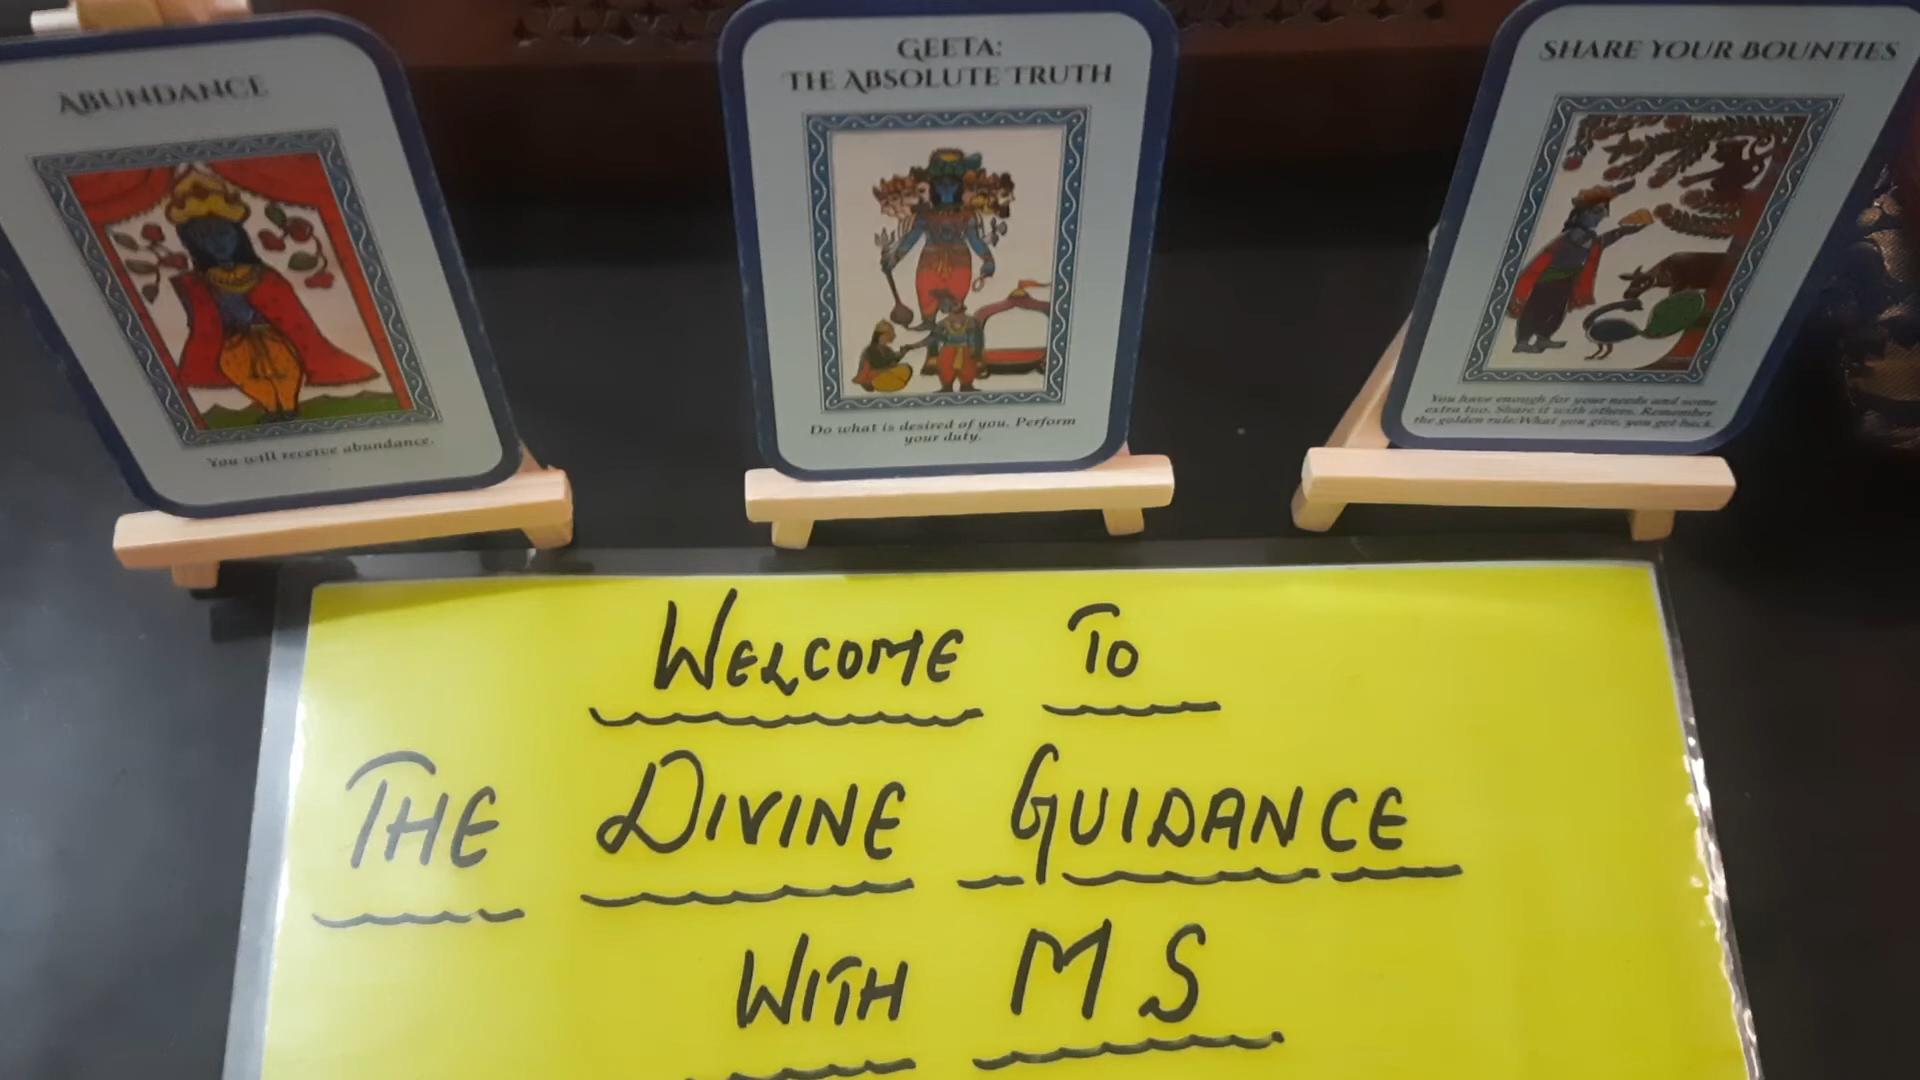 ABUNDANCE
You will receive abundance.
GEETA:
THE ABSOLUTE TRUTH
Do what is desired of you. Perform
your duty.
SHARE YOUR BOUNTIES
You have enough for your needs and some
extra too. Share it with others. Remember
the golden rule:What you give, you get back.
WELCOME TO
THE DIVINE GUIDANCE
WITH M S